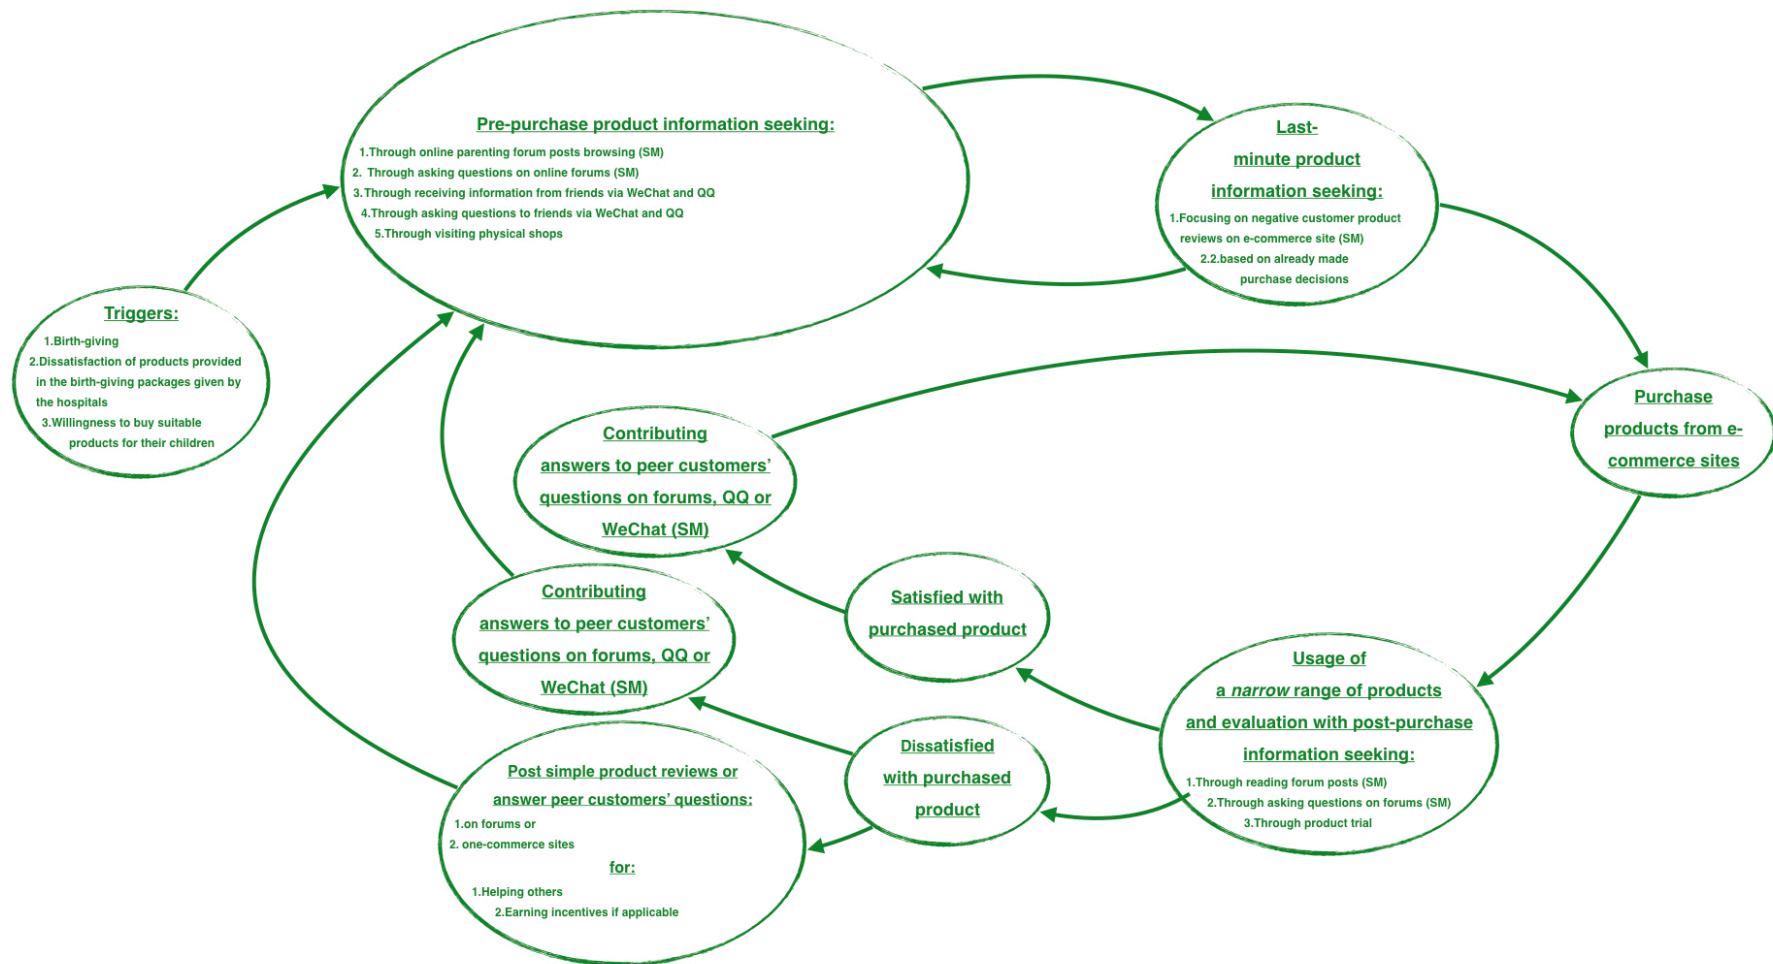 Pre-purchase product information seeking:
1.Through online parenting forum posts browsing (SM)
2. Through asking questions on online forums (SM)
3.Through receiving information from friends via WeChat and QQ
4.Through asking questions to friends via WeChat and QQ
5.Through visiting physical shops
Last-
minute product
information seeking:
1.Focusing on negative customer product
reviews on e-commerce site (SM)
2.2.based on already made
purchase decisions
Triggers:
1.Birth-giving
2.Dissatisfaction of products provided
in the birth-giving packages given by
the hospitals
3.Willingness to buy suitable
products for their children
Purchase
products from e-
commerce sites
Contributing
answers to peer customers’
questions on forums, QQ or
WeChat (SM)
Contributing
answers to peer customers’
questions on forums, QQ or
WeChat (SM)
Satisfied with
purchased product
Usage of
a narrow range of products
and evaluation with post-purchase
information seeking:
1.Through reading forum posts (SM)
2.Through asking questions on forums (SM)
3.Through product trial
Dissatisfied
with purchased
product
Post simple product reviews or
answer peer customers’ questions:
1.on forums or
2. one-commerce sites
for:
1.Helping others
2.Earning incentives if applicable